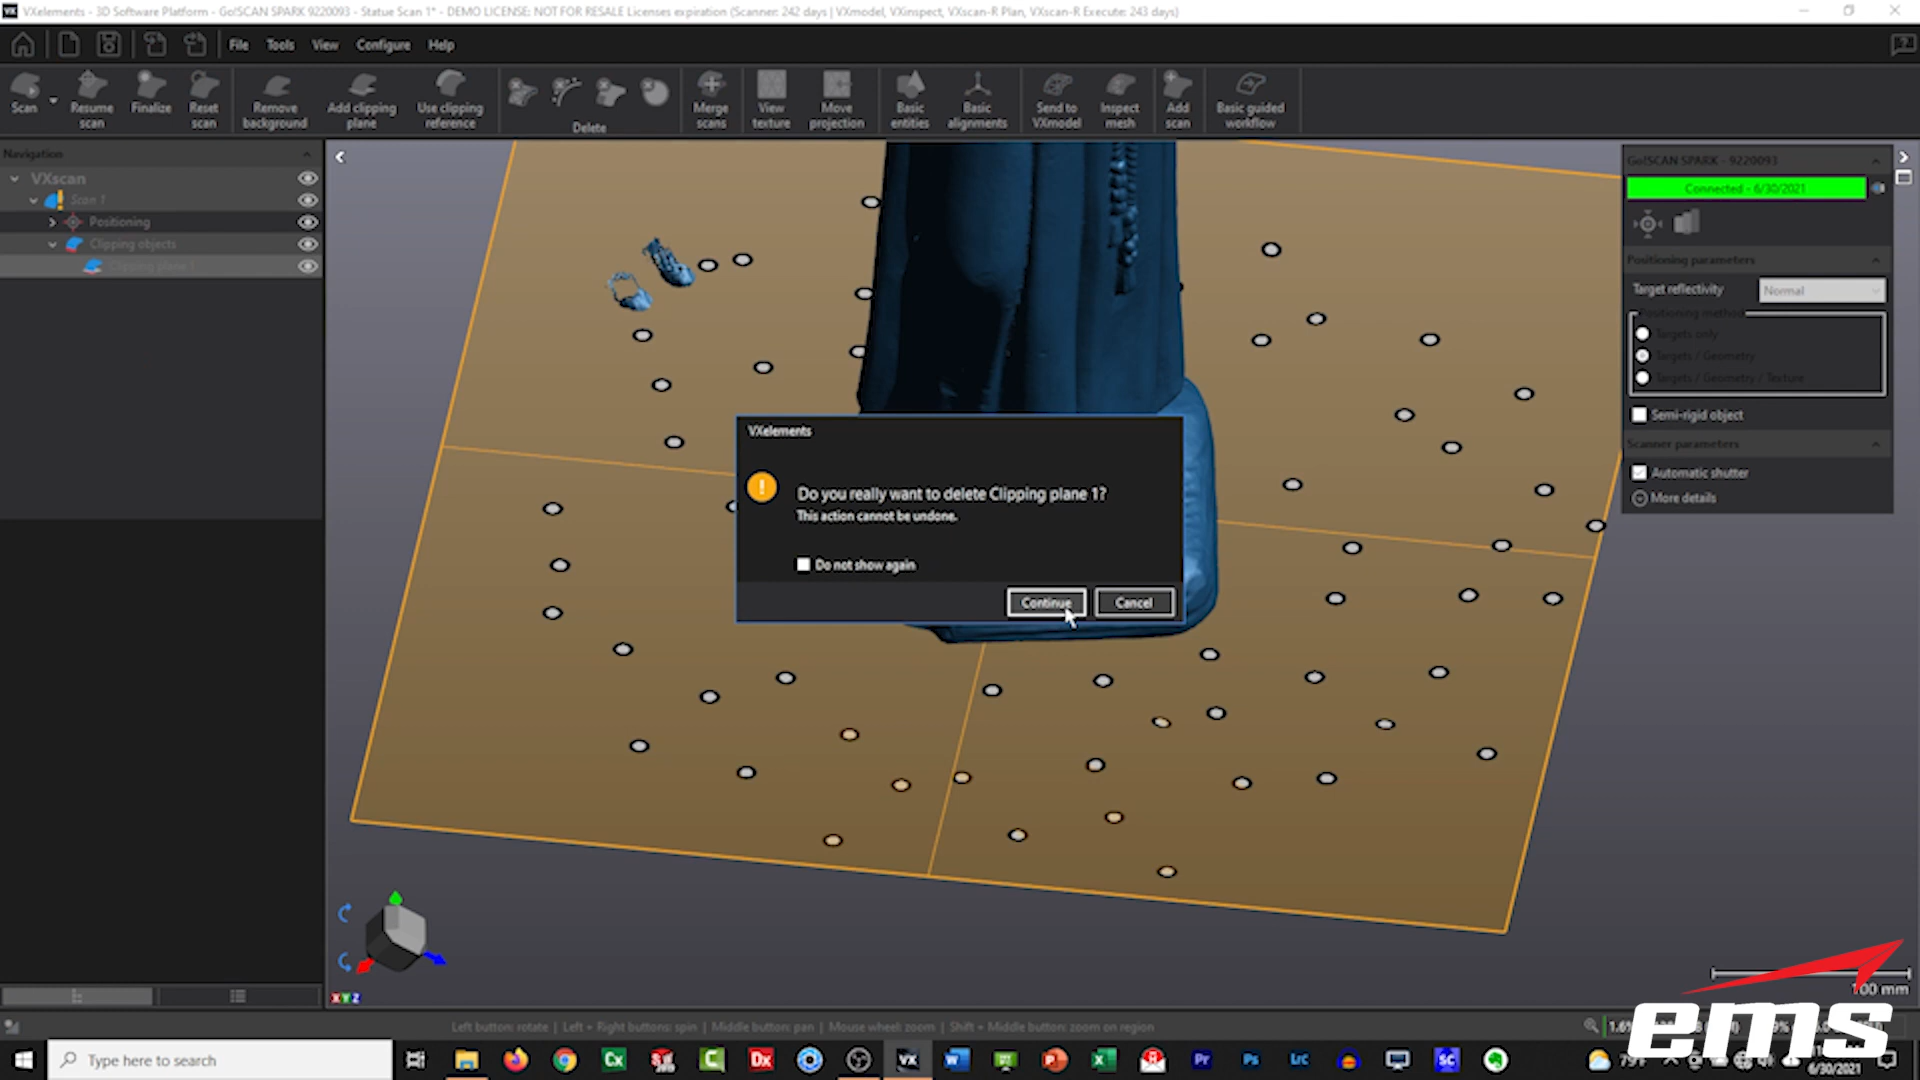 VXelements - 3D Software Platform - Go!SCAN SPARK 9220093 - Statue Scan 1* - DEMO LICENSE: NOT FOR RESALE Licenses expiration (Scanner: 242 days | VXmodel, VXinspect, VXscan-R Plan, VXscan-R Execute: 243 days)
File Tools View Configure Help
Scan
Resume scan
Finalize
Reset scan
Remove background
Add clipping plane
Use clipping reference
Delete
Merge scans
View texture
Move projection
Basic entities
Basic alignments
Send to VXmodel
Inspect mesh
Add scan
Basic guided workflow
Navigation
VXscan
Scan 1
Positioning
Clipping objects
Clipping plane 1
Go!SCAN SPARK - 9220093
Connected - 6/30/2021
Positioning parameters
Target reflectivity Normal
Positioning method
Targets only
Targets / Geometry
Targets / Geometry / Texture
Semi-rigid object
Scanner parameters
Automatic shutter
More details
VXelements
Do you really want to delete Clipping plane 1?
This action cannot be undone.
Do not show again
Continue Cancel
XYZ
100 mm
ems
Left button: rotate | Left + Right buttons: spin | Middle button: pan | Mouse wheel: zoom | Shift + Middle button: zoom on region
Type here to search
6/30/2021